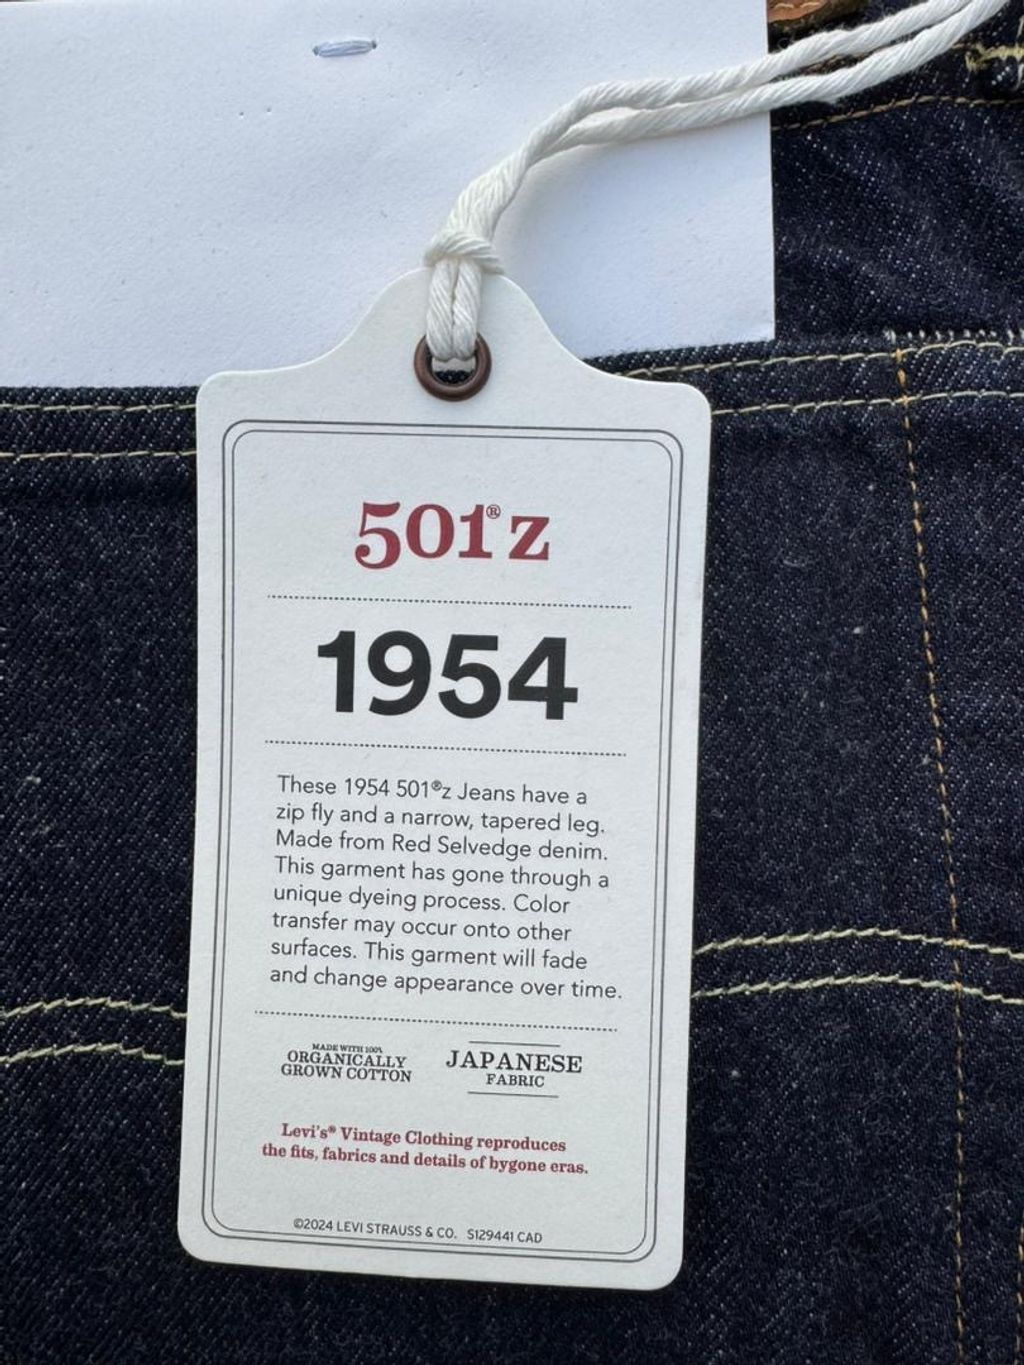 501®z
1954
These 1954 501®z Jeans have a
zip fly and a narrow, tapered leg.
Made from Red Selvedge denim.
This garment has gone through a
unique dyeing process. Color
transfer may occur onto other
surfaces. This garment will fade
and change appearance over time.
MADE WITH 100%
ORGANICALLY
GROWN COTTON
JAPANESE
FABRIC
Levi's® Vintage Clothing reproduces
the fits, fabrics and details of bygone eras.
©2024 LEVI STRAUSS & CO. S129441 CAD